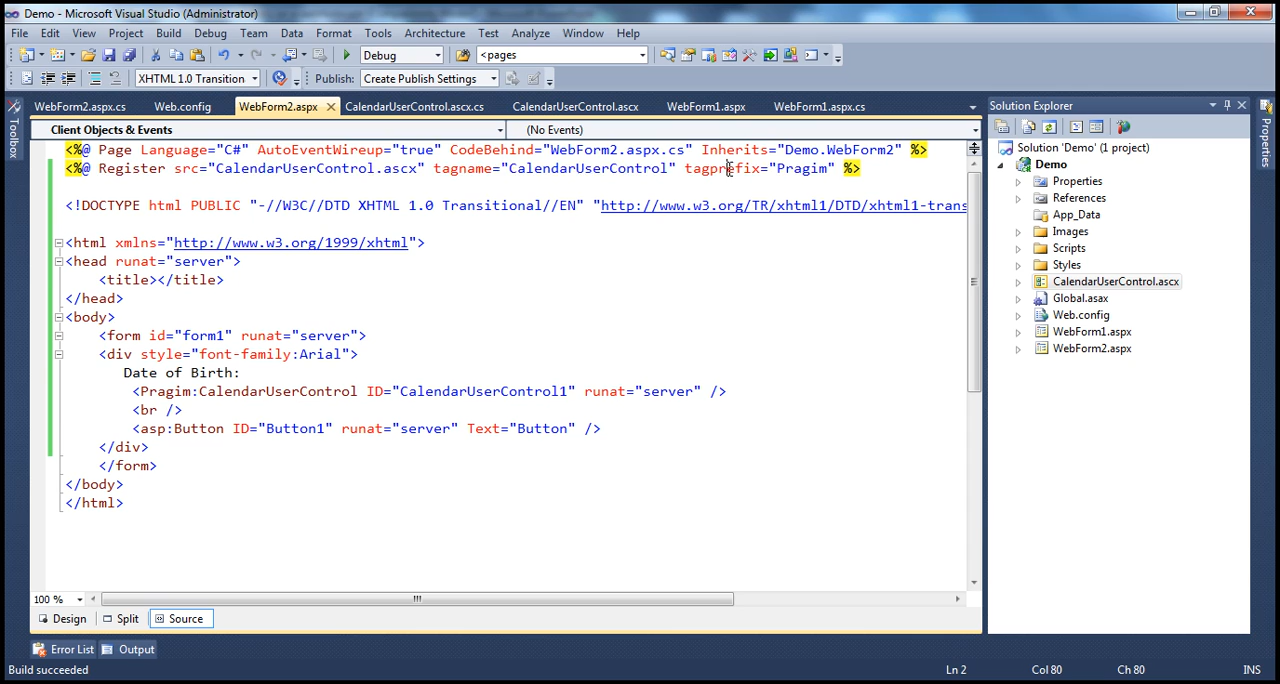 Demo - Microsoft Visual Studio (Administrator)
File Edit View Project Build Debug Team Data Format Tools Architecture Test Analyze Window Help
Debug <pages
XHTML 1.0 Transition Publish: Create Publish Settings
WebForm2.aspx.cs Web.config WebForm2.aspx CalendarUserControl.ascx.cs CalendarUserControl.ascx WebForm1.aspx WebForm1.aspx.cs
Client Objects & Events (No Events)
<%@ Page Language="C#" AutoEventWireup="true" CodeBehind="WebForm2.aspx.cs" Inherits="Demo.WebForm2" %>
<%@ Register src="CalendarUserControl.ascx" tagname="CalendarUserControl" tagprefix="Pragim" %>
<!DOCTYPE html PUBLIC "-//W3C//DTD XHTML 1.0 Transitional//EN" "http://www.w3.org/TR/xhtml1/DTD/xhtml1-trans
<html xmlns="http://www.w3.org/1999/xhtml">
<head runat="server">
<title></title>
</head>
<body>
<form id="form1" runat="server">
<div style="font-family:Arial">
Date of Birth:
<Pragim:CalendarUserControl ID="CalendarUserControl1" runat="server" />
<br />
<asp:Button ID="Button1" runat="server" Text="Button" />
</div>
</form>
</body>
</html>
100 %
Design Split Source
Error List Output
Build succeeded Ln 2 Col 80 Ch 80 INS
Toolbox
Solution Explorer
Solution 'Demo' (1 project)
Demo
Properties
References
App_Data
Images
Scripts
Styles
CalendarUserControl.ascx
Global.asax
Web.config
WebForm1.aspx
WebForm2.aspx
Properties